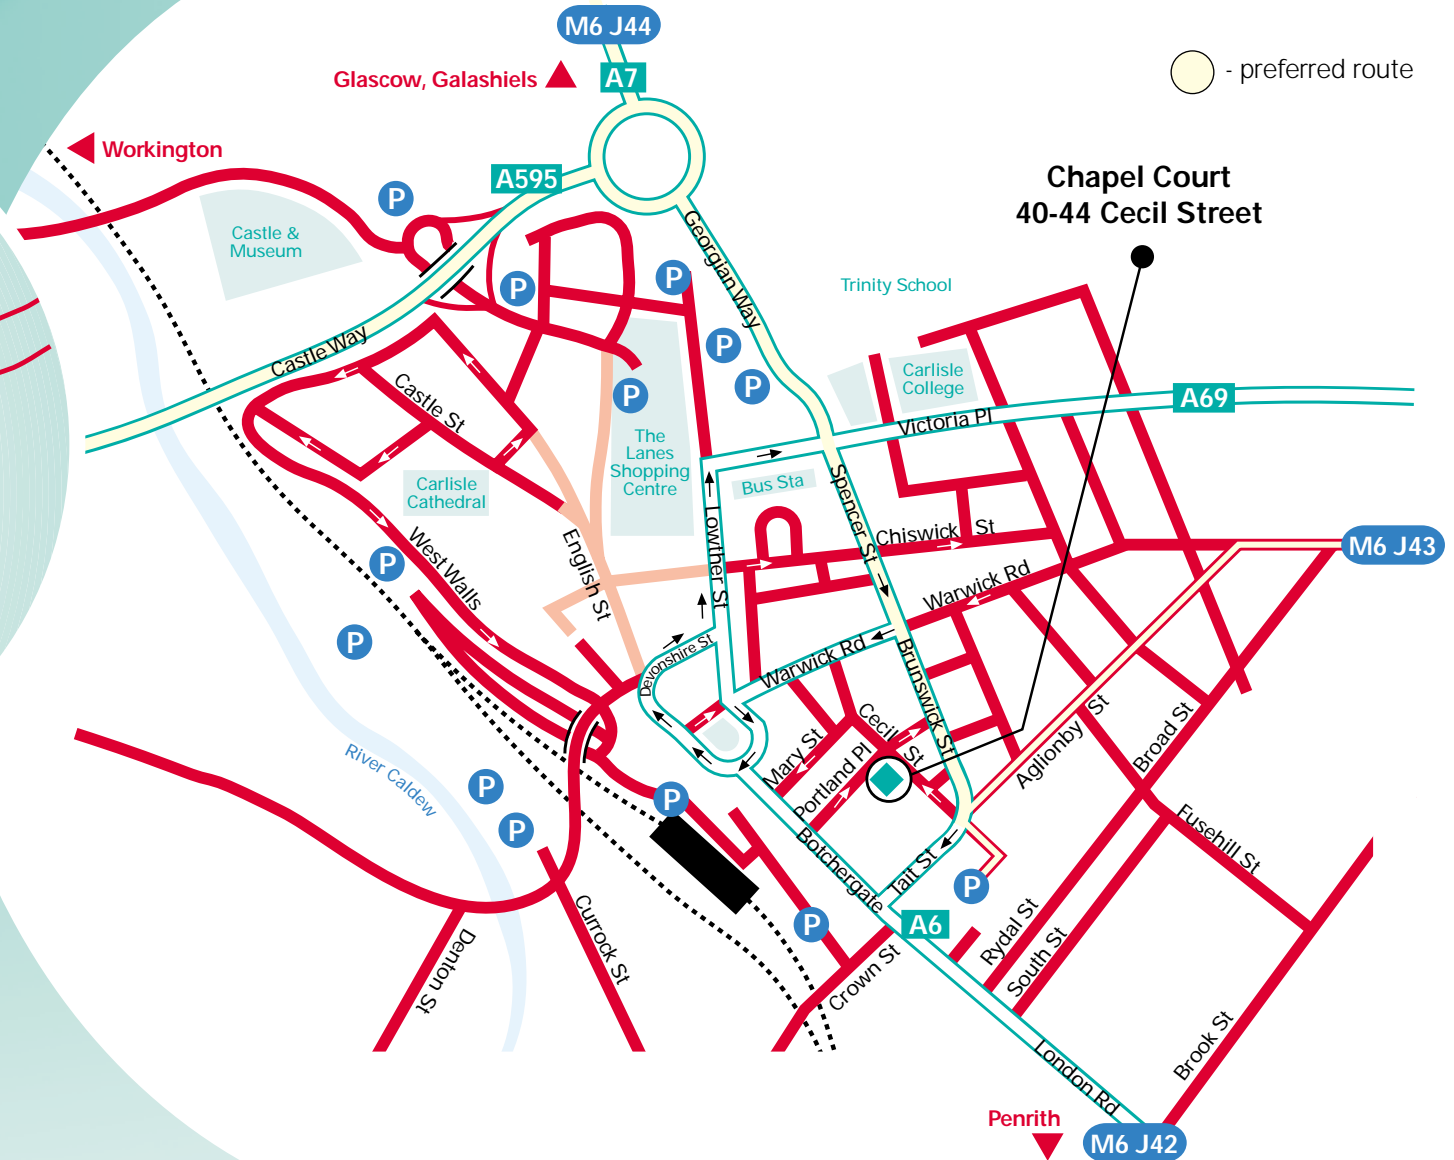 M6 J44
Glascow, Galashiels
A7
- preferred route
Workington
A595
Chapel Court
40-44 Cecil Street
P
Castle &
Museum
Georgian Way
P
P
Trinity School
Castle Way
P
P
P
Castle St
Carlisle
College
A69
Victoria Pl
The
Lanes
Shopping
Centre
Carlisle
Cathedral
Bus Sta
Spencer St
Lowther St
Chiswick St
M6 J43
English St
West Walls
P
Warwick Rd
P
Devonshire St
Warwick Rd
Brunswick St
Cecil St
Aglionby St
Broad St
Mary St
Portland Pl
River Caldew
P
P
P
Fusehill St
Botchergate
Tait St
P
A6
P
Currock St
Denton St
Crown St
Rydal St
South St
London Rd
Brook St
Penrith
M6 J42